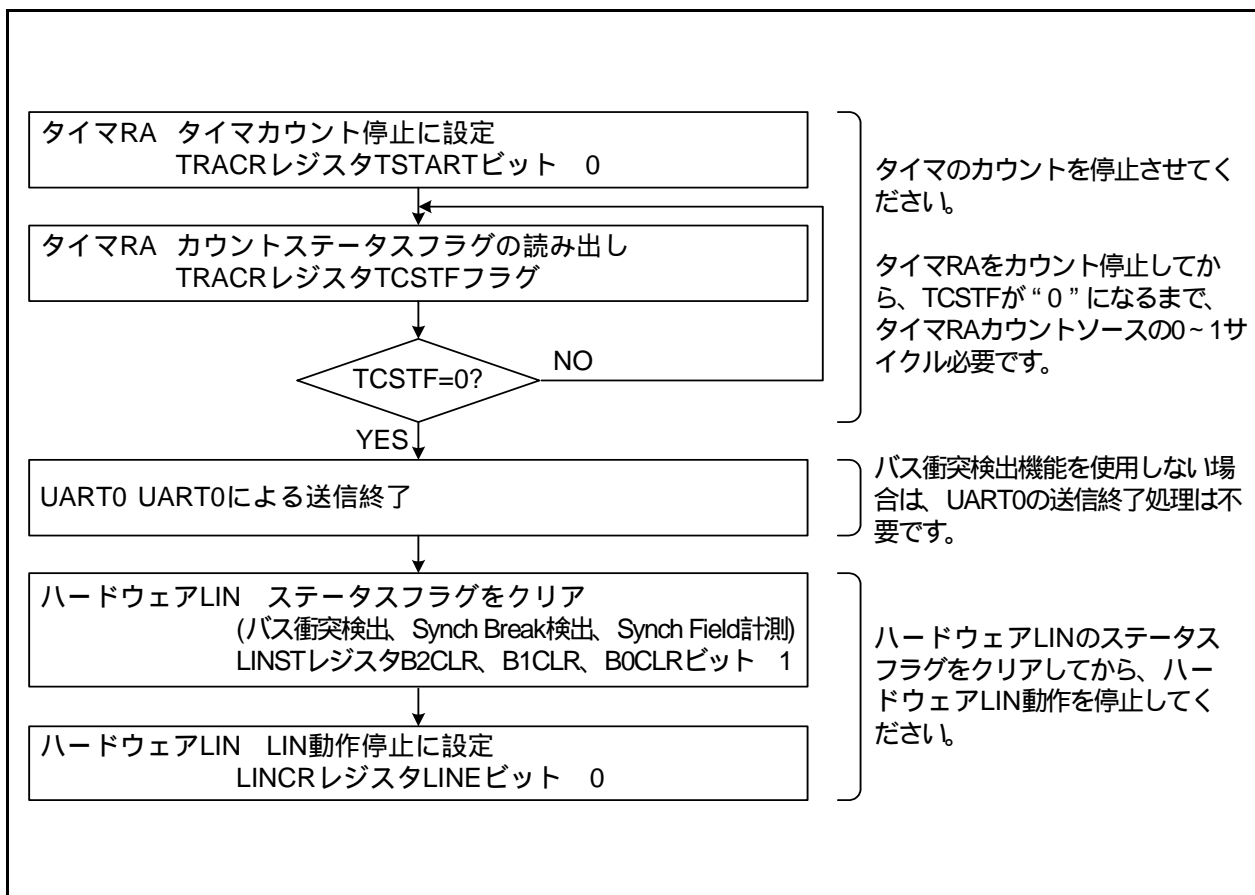 タイマRA タイマカウント停止に設定
TRACRレジスタTSTARTビット 0
タイマRA カウントステータスフラグの読み出し
TRACRレジスタTCSTFフラグ
TCSTF=0?
NO
YES
UART0 UART0による送信終了
ハードウェアLIN ステータスフラグをクリア
(バス衝突検出、Synch Break検出、Synch Field計測)
LINSTレジスタB2CLR、B1CLR、B0CLRビット 1
ハードウェアLIN LIN動作停止に設定
LINCRレジスタLINEビット 0
タイマのカウントを停止させてく
ださい。
タイマRAをカウント停止してか
ら、TCSTFが“0”になるまで、
タイマRAカウントソースの0~1サ
イクル必要です。
バス衝突検出機能を使用しない場
合は、UART0の送信終了処理は不
要です。
ハードウェアLINのステータス
フラグをクリアしてから、ハー
ドウェアLIN動作を停止してく
ださい。